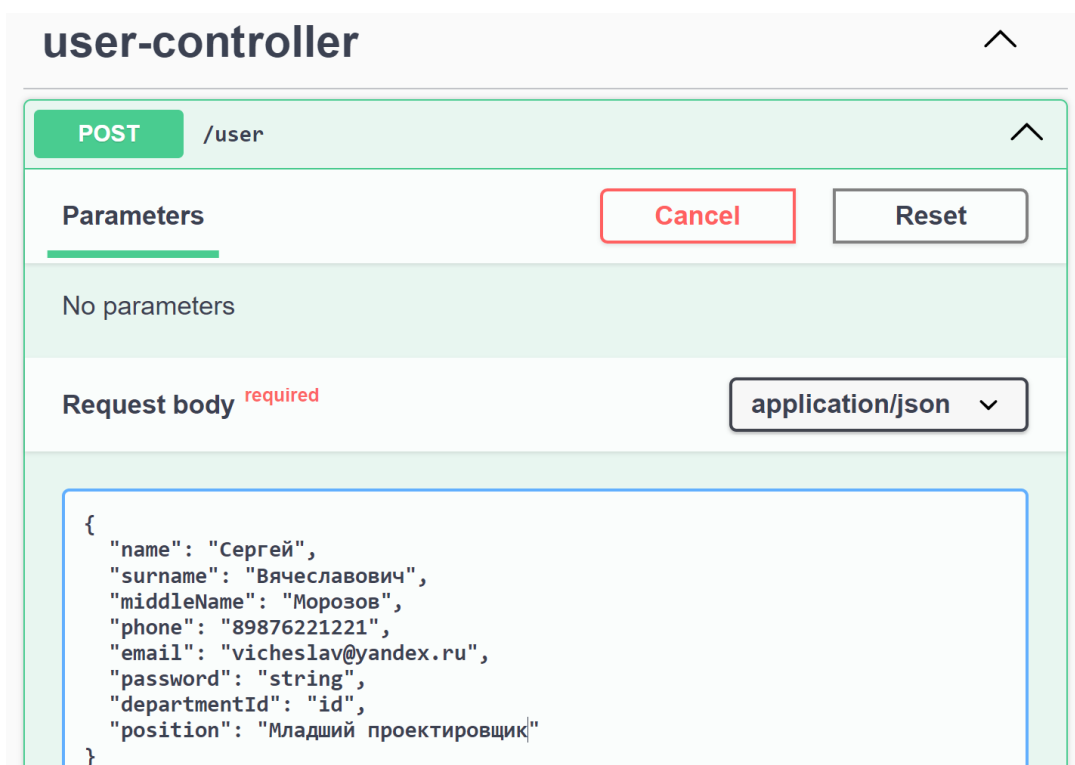 user-controller
POST /user
Parameters Cancel Reset
No parameters
Request body required application/json
{
"name": "Сергей",
"surname": "Вячеславович",
"middleName": "Морозов",
"phone": "89876221221",
"email": "vicheslav@yandex.ru",
"password": "string",
"departmentId": "id",
"position": "Младший проектировщик"
}